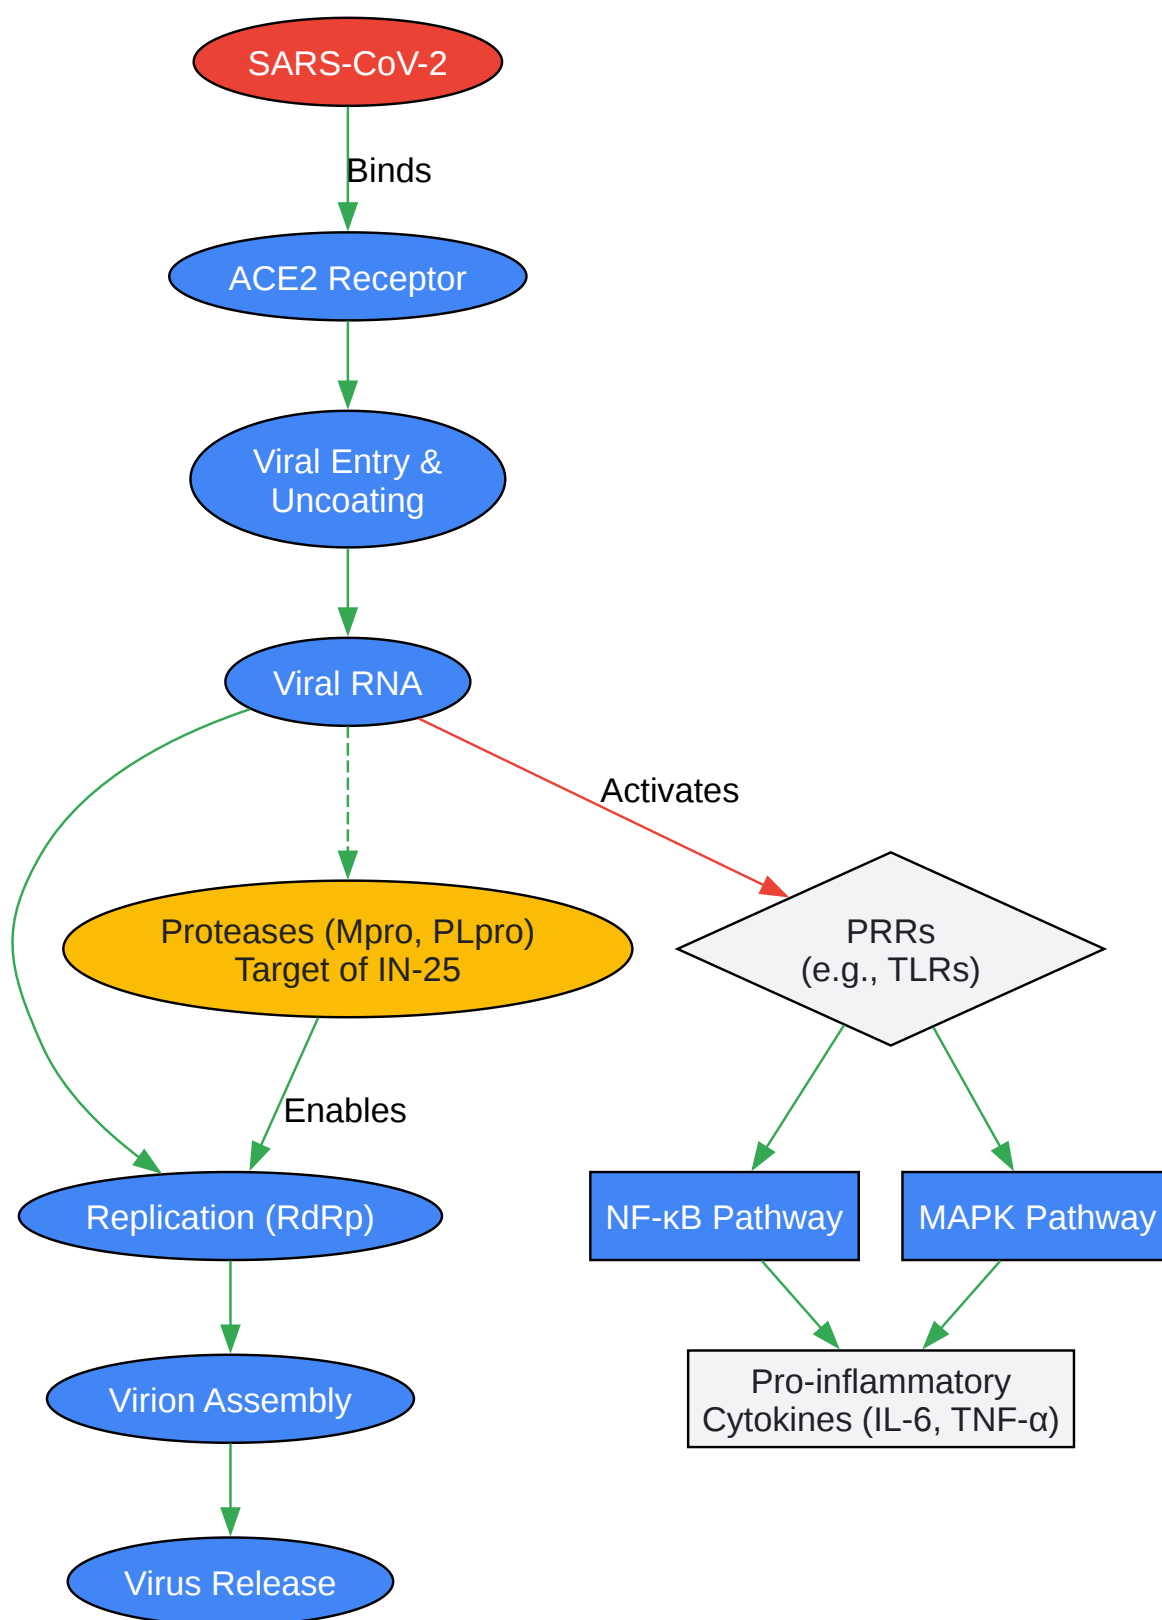 SARS-CoV-2
Binds
ACE2 Receptor
Viral Entry &
Uncoating
Viral RNA
Activates
Proteases (Mpro, PLpro)
Target of IN-25
PRRs
(e.g., TLRs)
Enables
Replication (RdRp)
NF-κB Pathway
MAPK Pathway
Virion Assembly
Pro-inflammatory
Cytokines (IL-6, TNF-α)
Virus Release